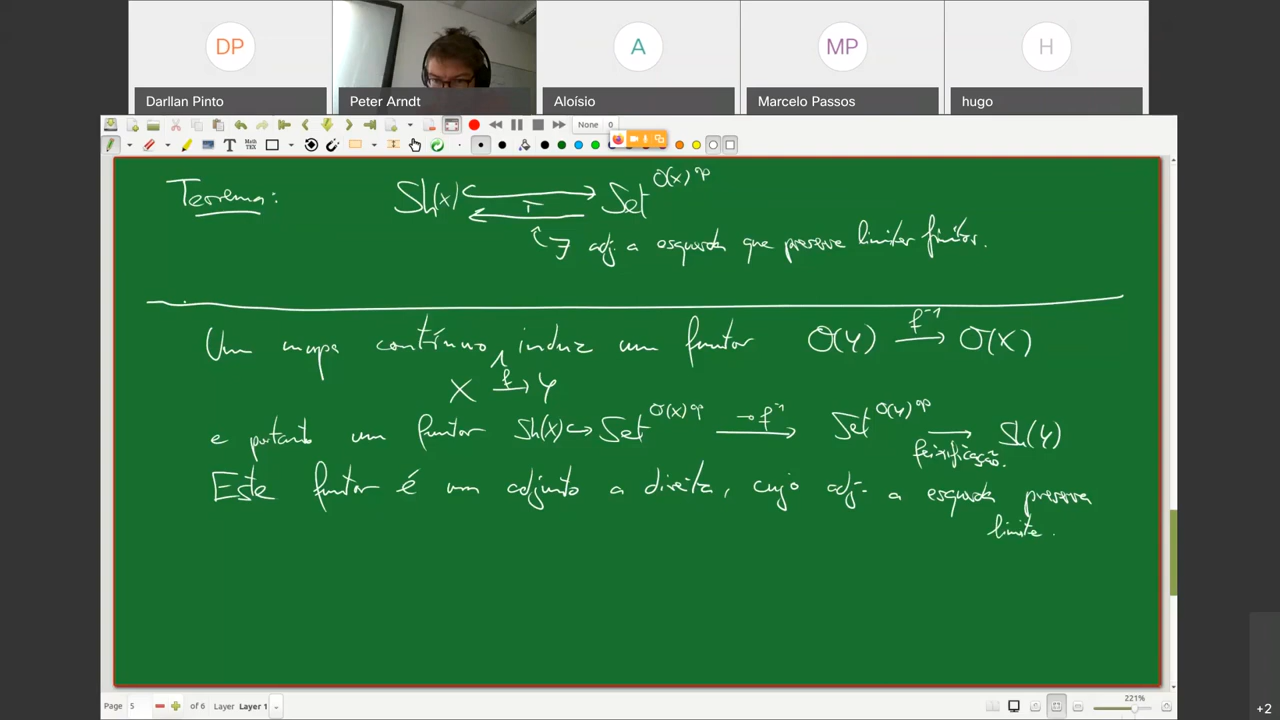 DP
A
MP
H
Darllan Pinto
Peter Arndt
Aloísio
Marcelo Passos
hugo
None 0
T Math TEX
Teorema: Sh(X) ⇄ Set^O(X)^op
∃ adj. a esquerda que preserve limites finitos.
Um mapa contínuo, induz um funtor O(Y) →f⁻¹ O(X)
X →f Y
e portanto um funtor Sh(X) ↪ Set^O(X)^op →-∘f⁻¹ Set^O(Y)^op → Sh(Y)
feixificação.
Este funtor é um adjunto a direita, cujo adj. a esquerda preserva
limite.
Page 5 of 6 Layer Layer 1 221%
+2